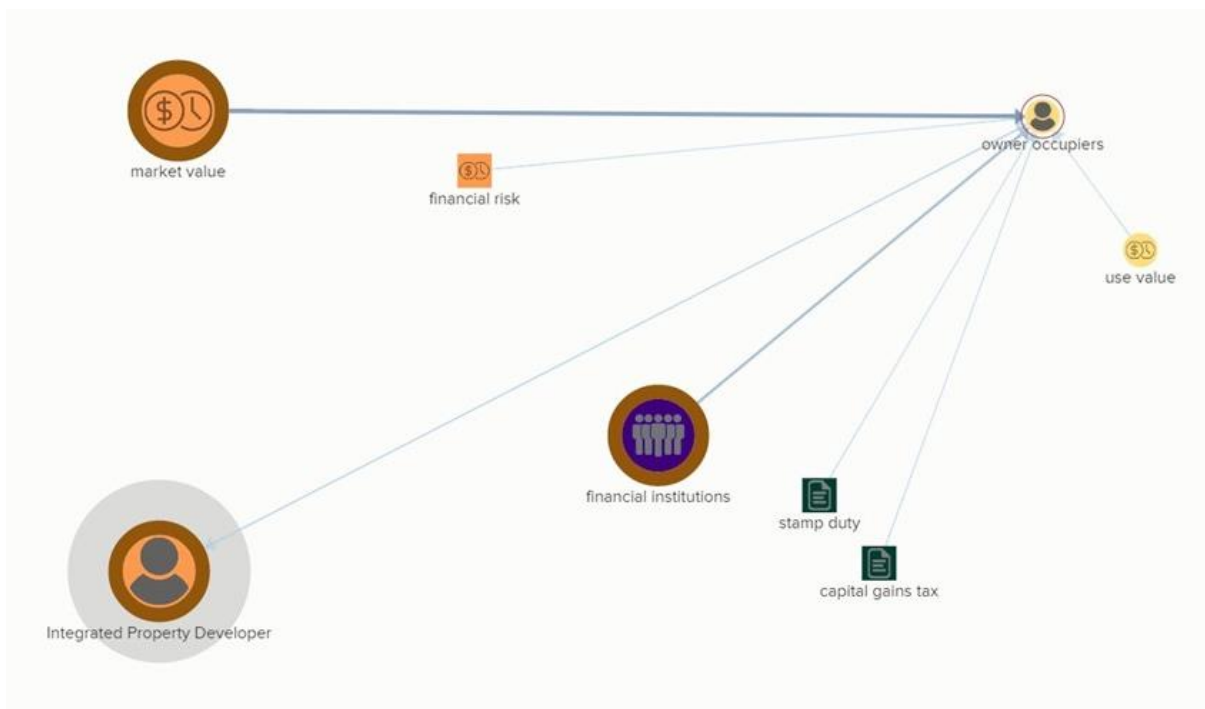 market value
financial risk
owner occupiers
use value
financial institutions
stamp duty
capital gains tax
Integrated Property Developer